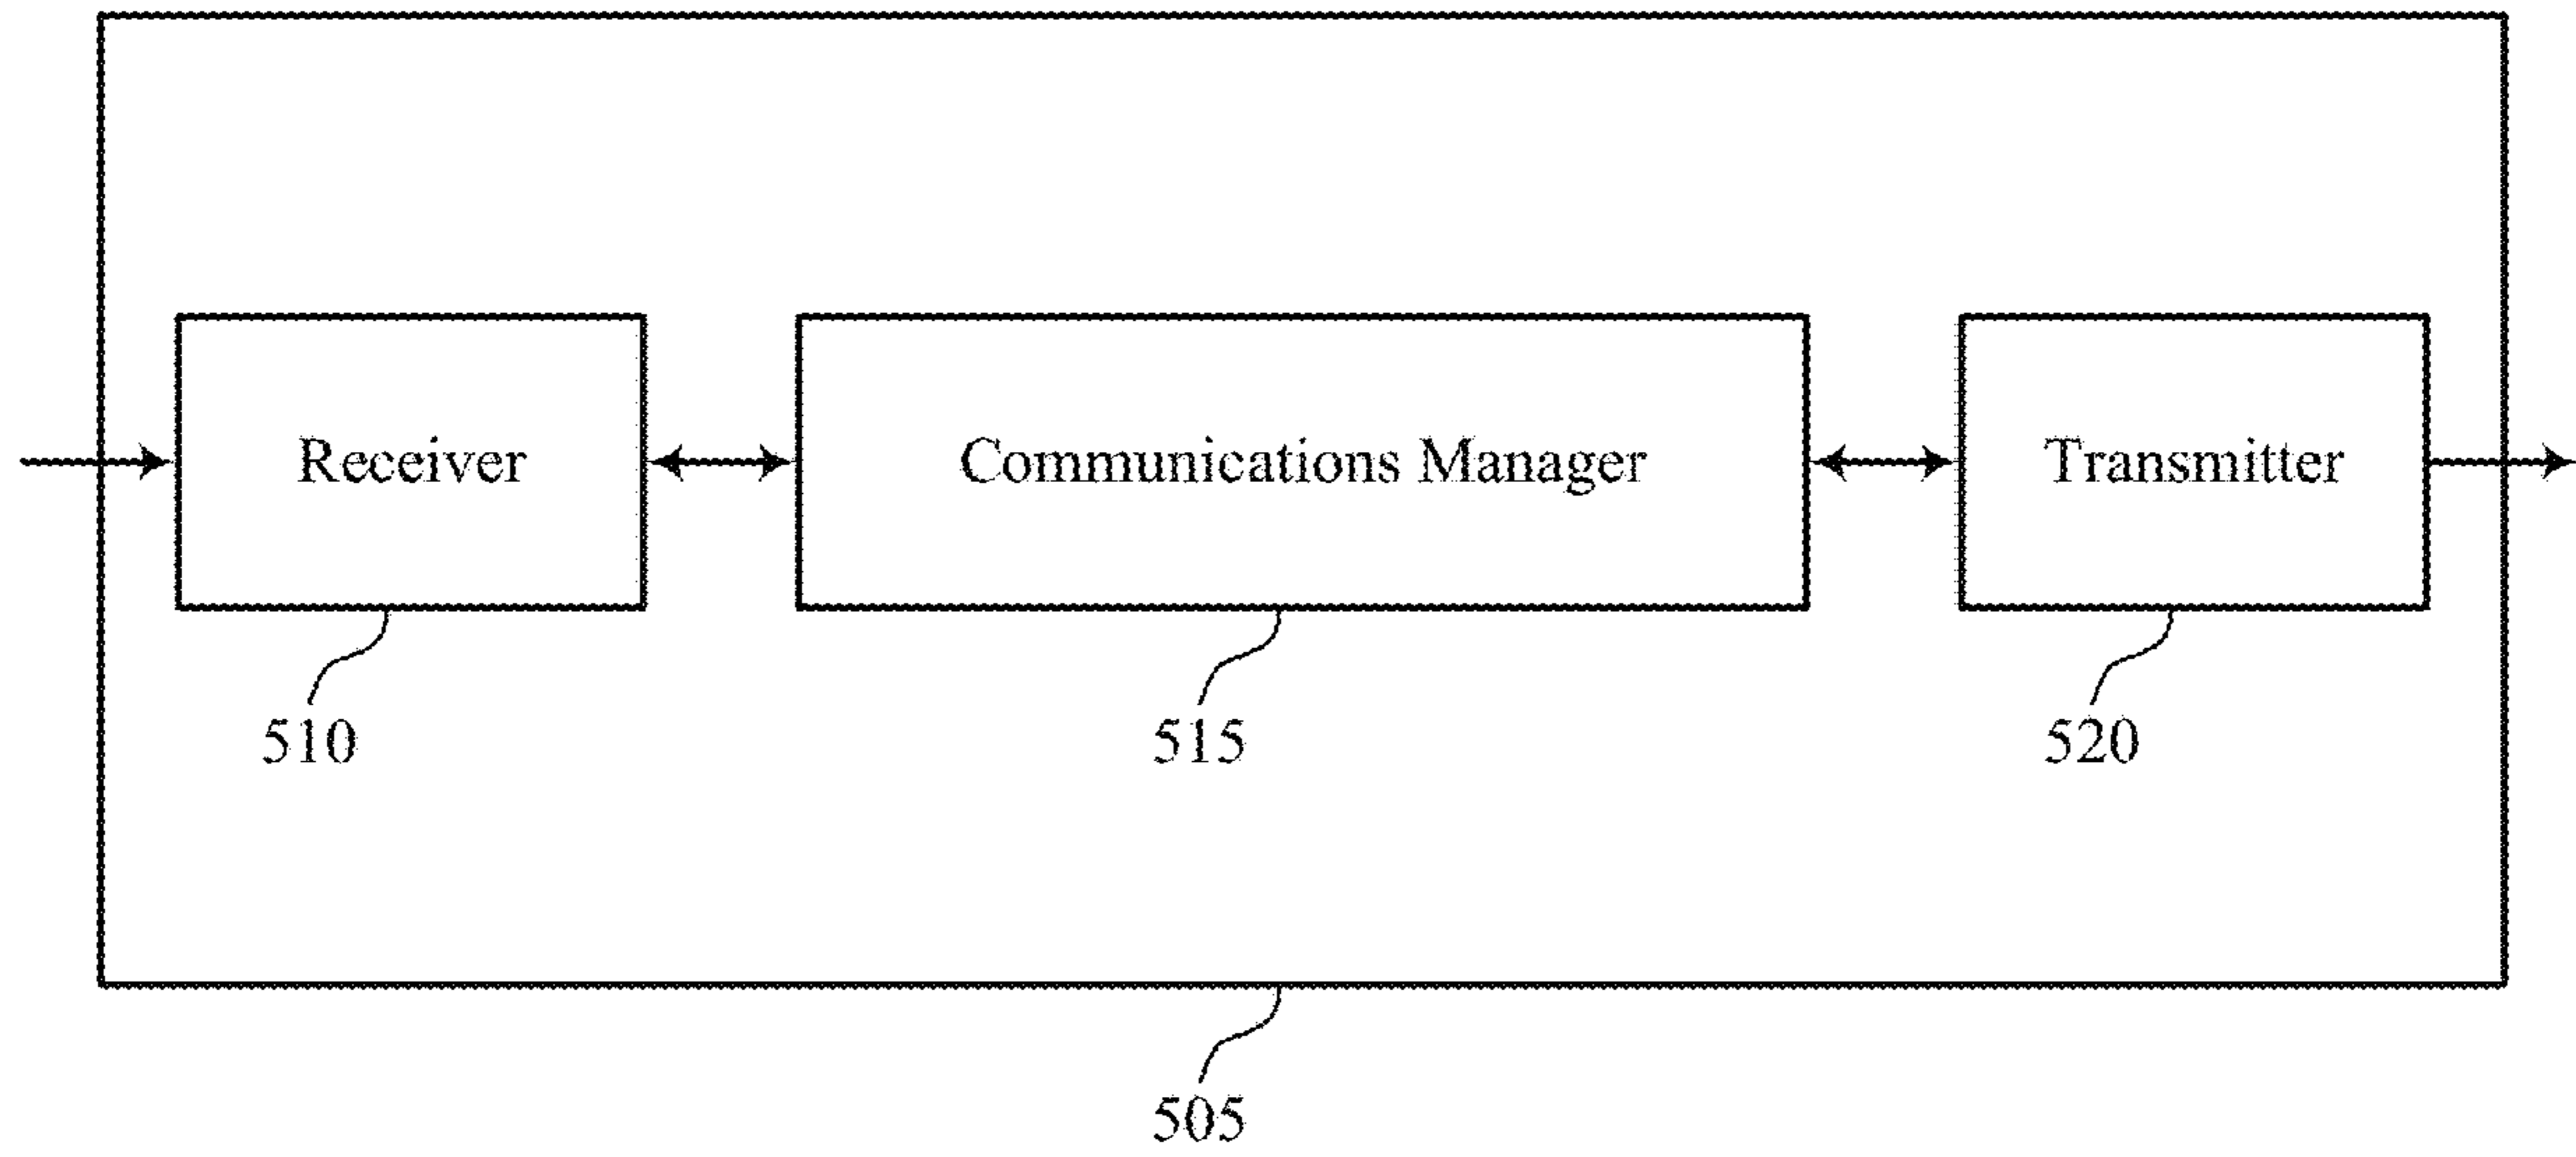 Receiver
Communications Manager
Transmitter
510
515
520
505